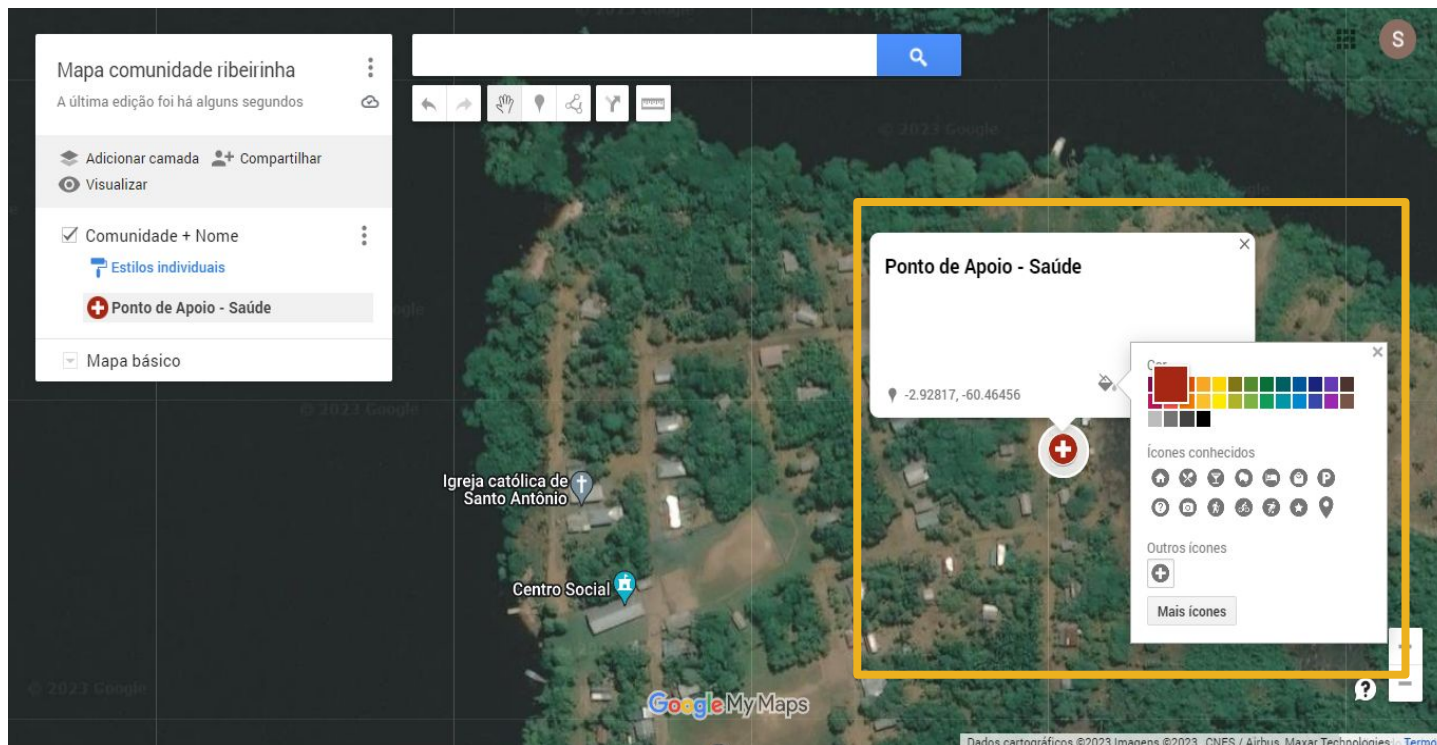 Mapa comunidade ribeirinha
A última edição foi há alguns segundos
Adicionar camada
Compartilhar
Visualizar
Comunidade + Nome
Estilos individuais
Ponto de Apoio - Saúde
Mapa básico
S
© 2023 Google
Ponto de Apoio - Saúde
-2.92817, -60.46456
Cor
Ícones conhecidos
P
Outros ícones
Mais ícones
© 2023 Google
Igreja católica de
Santo Antônio
Centro Social
© 2023 Google
Google My Maps
?
Dados cartográficos ©2023 Imagens ©2023 , CNES / Airbus, Maxar Technologies
Termo